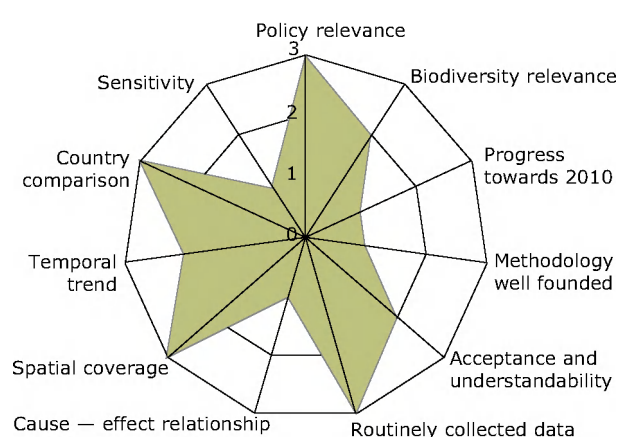 Policy relevance
3
Sensitivity
Biodiversity relevance
2
Country
comparison
Progress
towards 2010
1
0
Temporal
trend
Methodology
well founded
Spatial coverage
Acceptance and
understandability
Cause — effect relationship
Routinely collected data